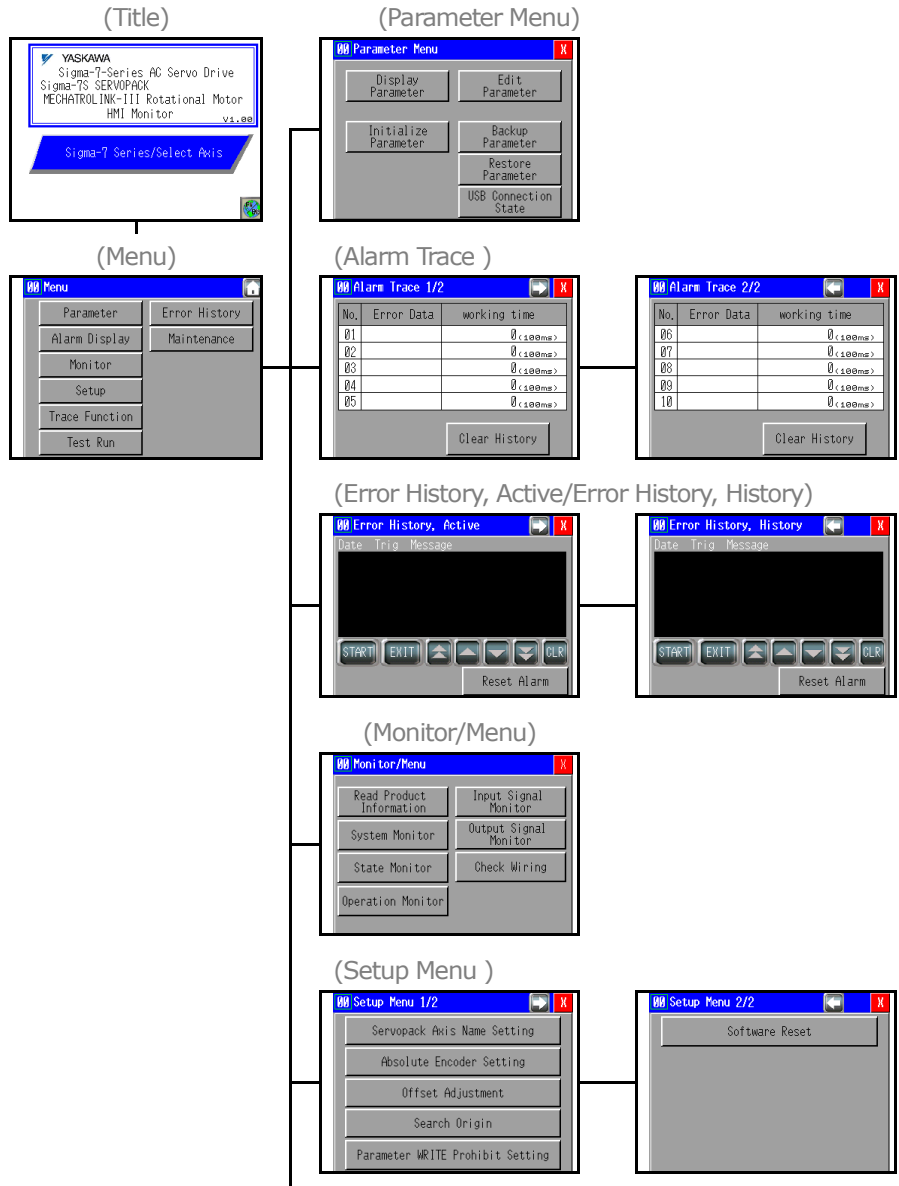 (Title)
YASKAWA
Sigma-7-Series AC Servo Drive
Sigma-7S SERVOPACK
MECHATROLINK-III Rotational Motor
HMI Monitor
V1.00
Sigma-7 Series/Select Axis
(Parameter Menu)
00 Parameter Menu X
Display Parameter
Edit Parameter
Initialize Parameter
Backup Parameter
Restore Parameter
USB Connection State
(Menu)
00 Menu
Parameter
Error History
Alarm Display
Maintenance
Monitor
Setup
Trace Function
Test Run
(Alarm Trace )
00 Alarm Trace 1/2 X
No. Error Data working time
01 0(100ms)
02 0(100ms)
03 0(100ms)
04 0(100ms)
05 0(100ms)
Clear History
00 Alarm Trace 2/2 X
No. Error Data working time
06 0(100ms)
07 0(100ms)
08 0(100ms)
09 0(100ms)
10 0(100ms)
Clear History
(Error History, Active/Error History, History)
00 Error History, Active X
Date Trig Message
START EXIT CLR
Reset Alarm
00 Error History, History X
Date Trig Message
START EXIT CLR
Reset Alarm
(Monitor/Menu)
00 Monitor/Menu X
Read Product Information
Input Signal Monitor
System Monitor
Output Signal Monitor
State Monitor
Check Wiring
Operation Monitor
(Setup Menu )
00 Setup Menu 1/2 X
Servopack Axis Name Setting
Absolute Encoder Setting
Offset Adjustment
Search Origin
Parameter WRITE Prohibit Setting
00 Setup Menu 2/2 X
Software Reset